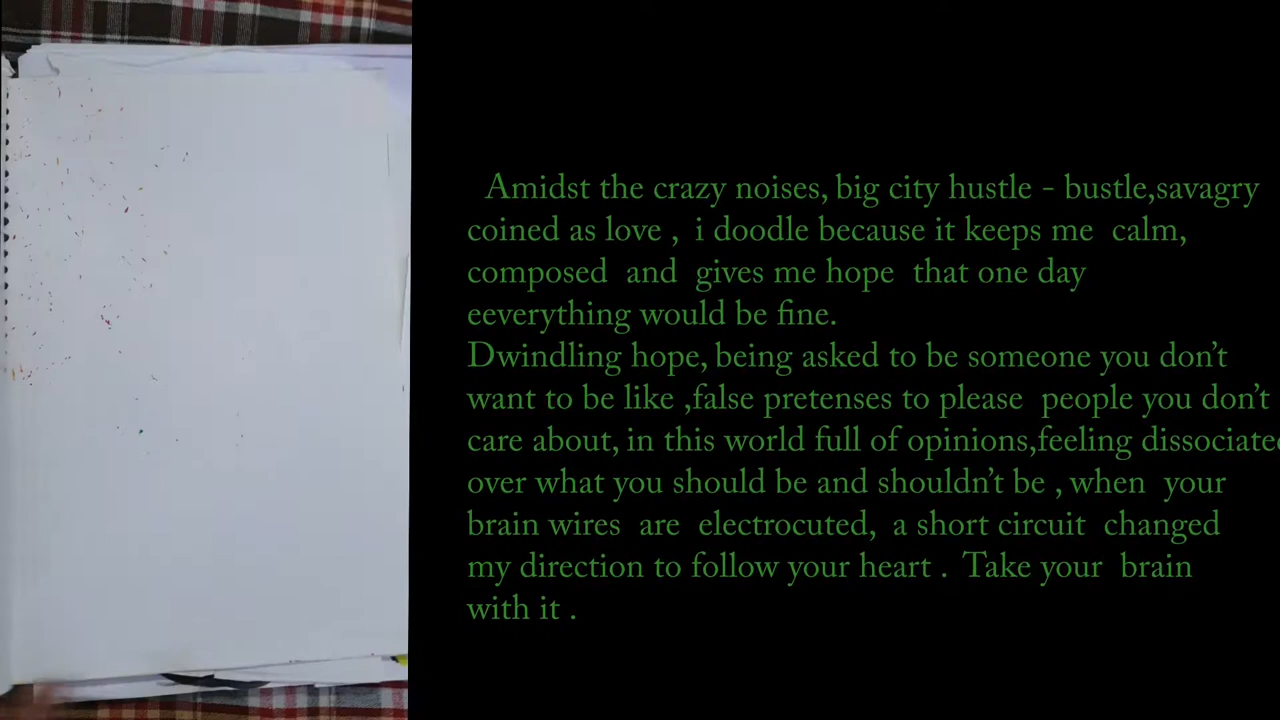 Amidst the crazy noises, big city hustle - bustle,savagry
coined as love , i doodle because it keeps me calm,
composed and gives me hope that one day
eeverything would be fine.
Dwindling hope, being asked to be someone you don't
want to be like ,false pretenses to please people you don't
care about, in this world full of opinions,feeling dissociated
over what you should be and shouldn't be , when your
brain wires are electrocuted, a short circuit changed
my direction to follow your heart . Take your brain
with it .